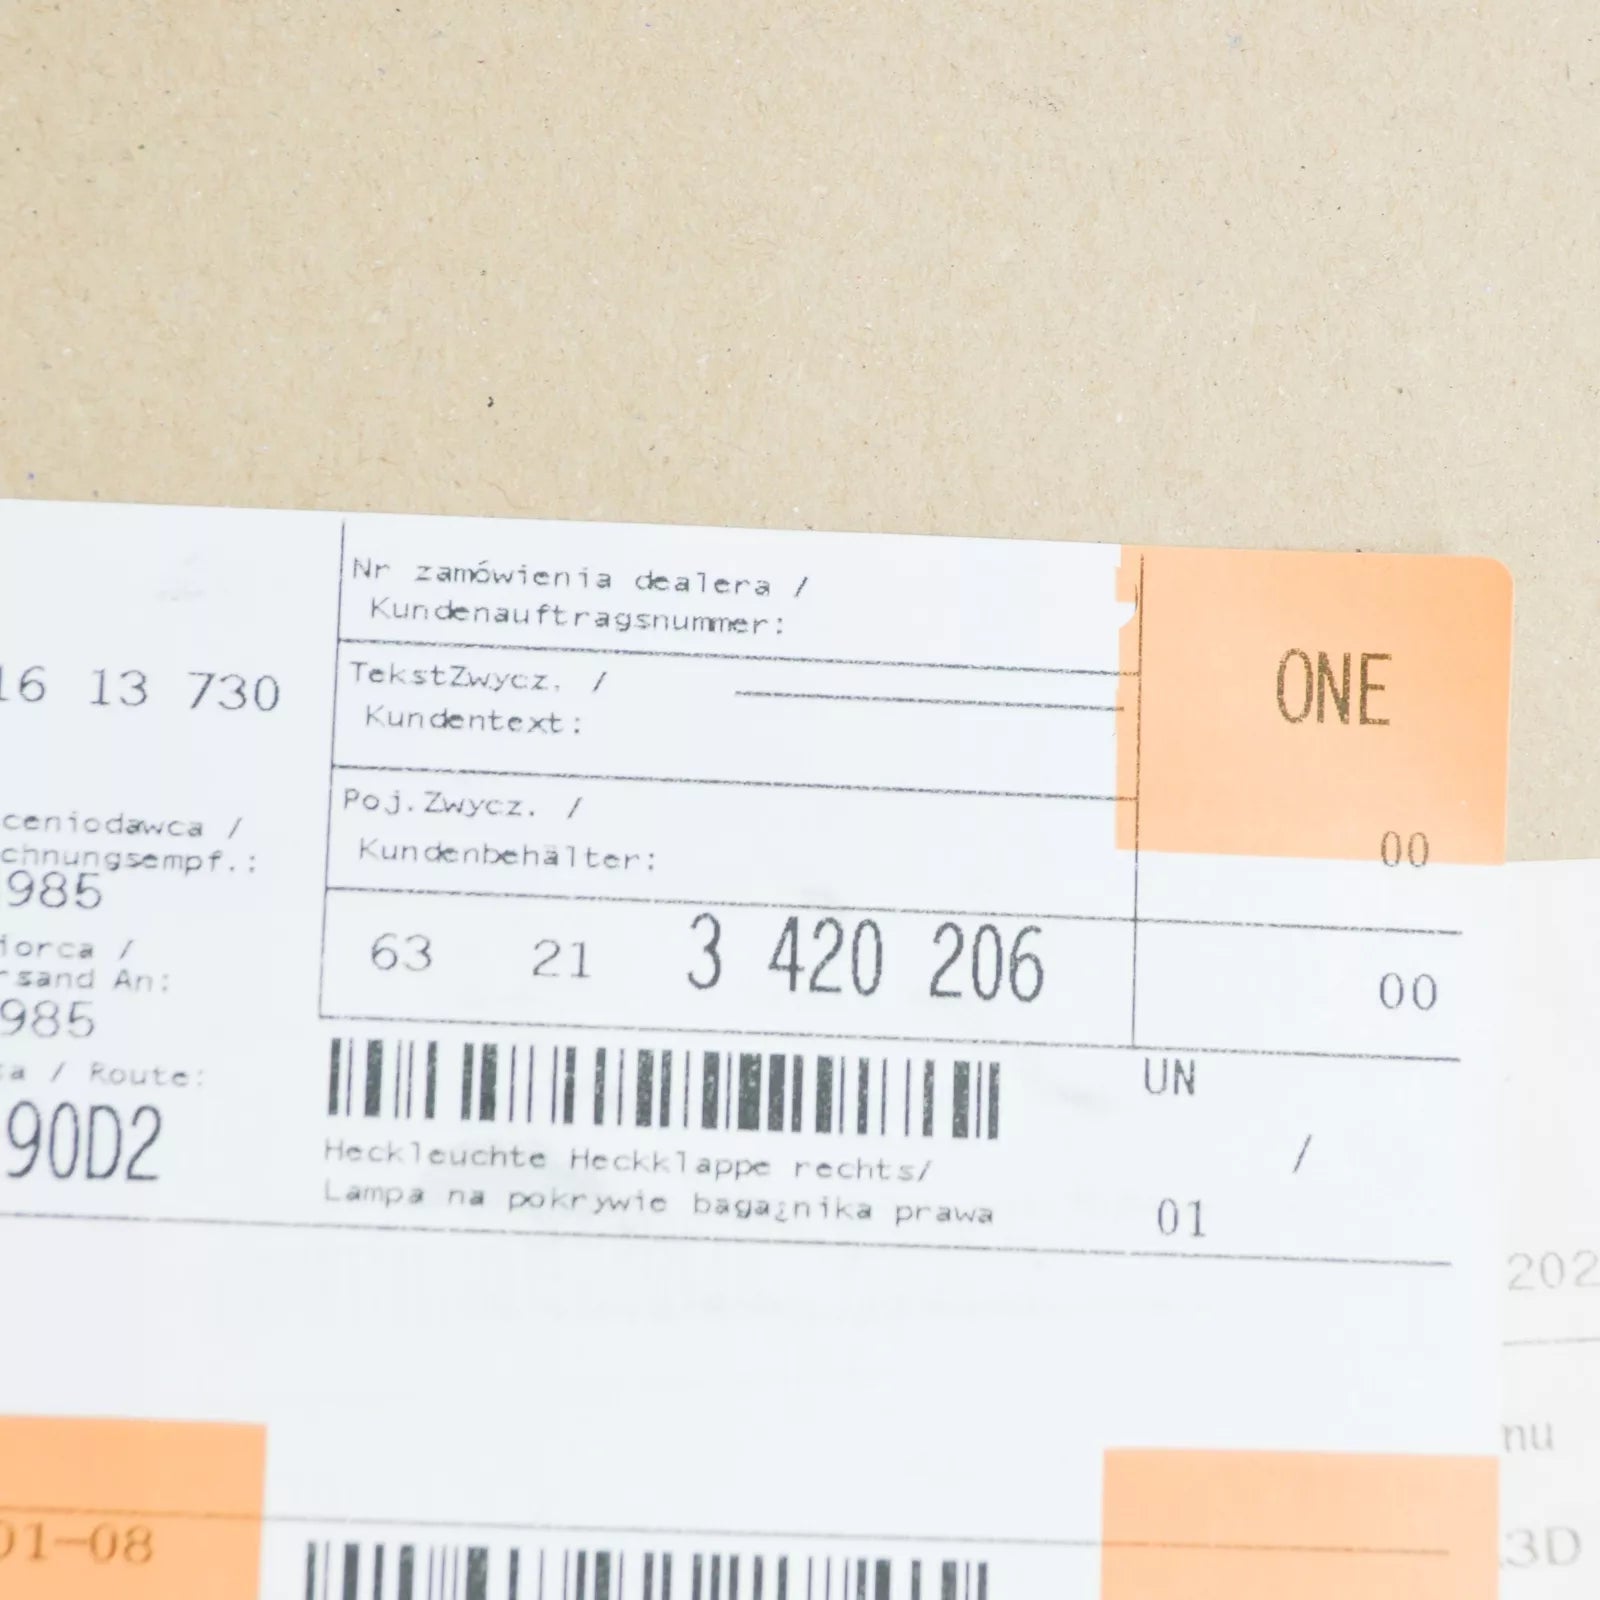 Nr zamówienia dealera /
Kundenauftragsnummer:
ONE
16 13 730
TekstZwycz. /
Kundentext:
Poj.Zwycz. /
Kundenbehälter:
00
ceniodawca /
chnungsempf.:
985
63 21 3 420 206 00
iorca /
rsand An:
985
ta / Route:
90D2
UN
Heckleuchte Heckklappe rechts/
/
Lampa na pokrywie baga¿nika prawa
01
202
nu
01-08
3D